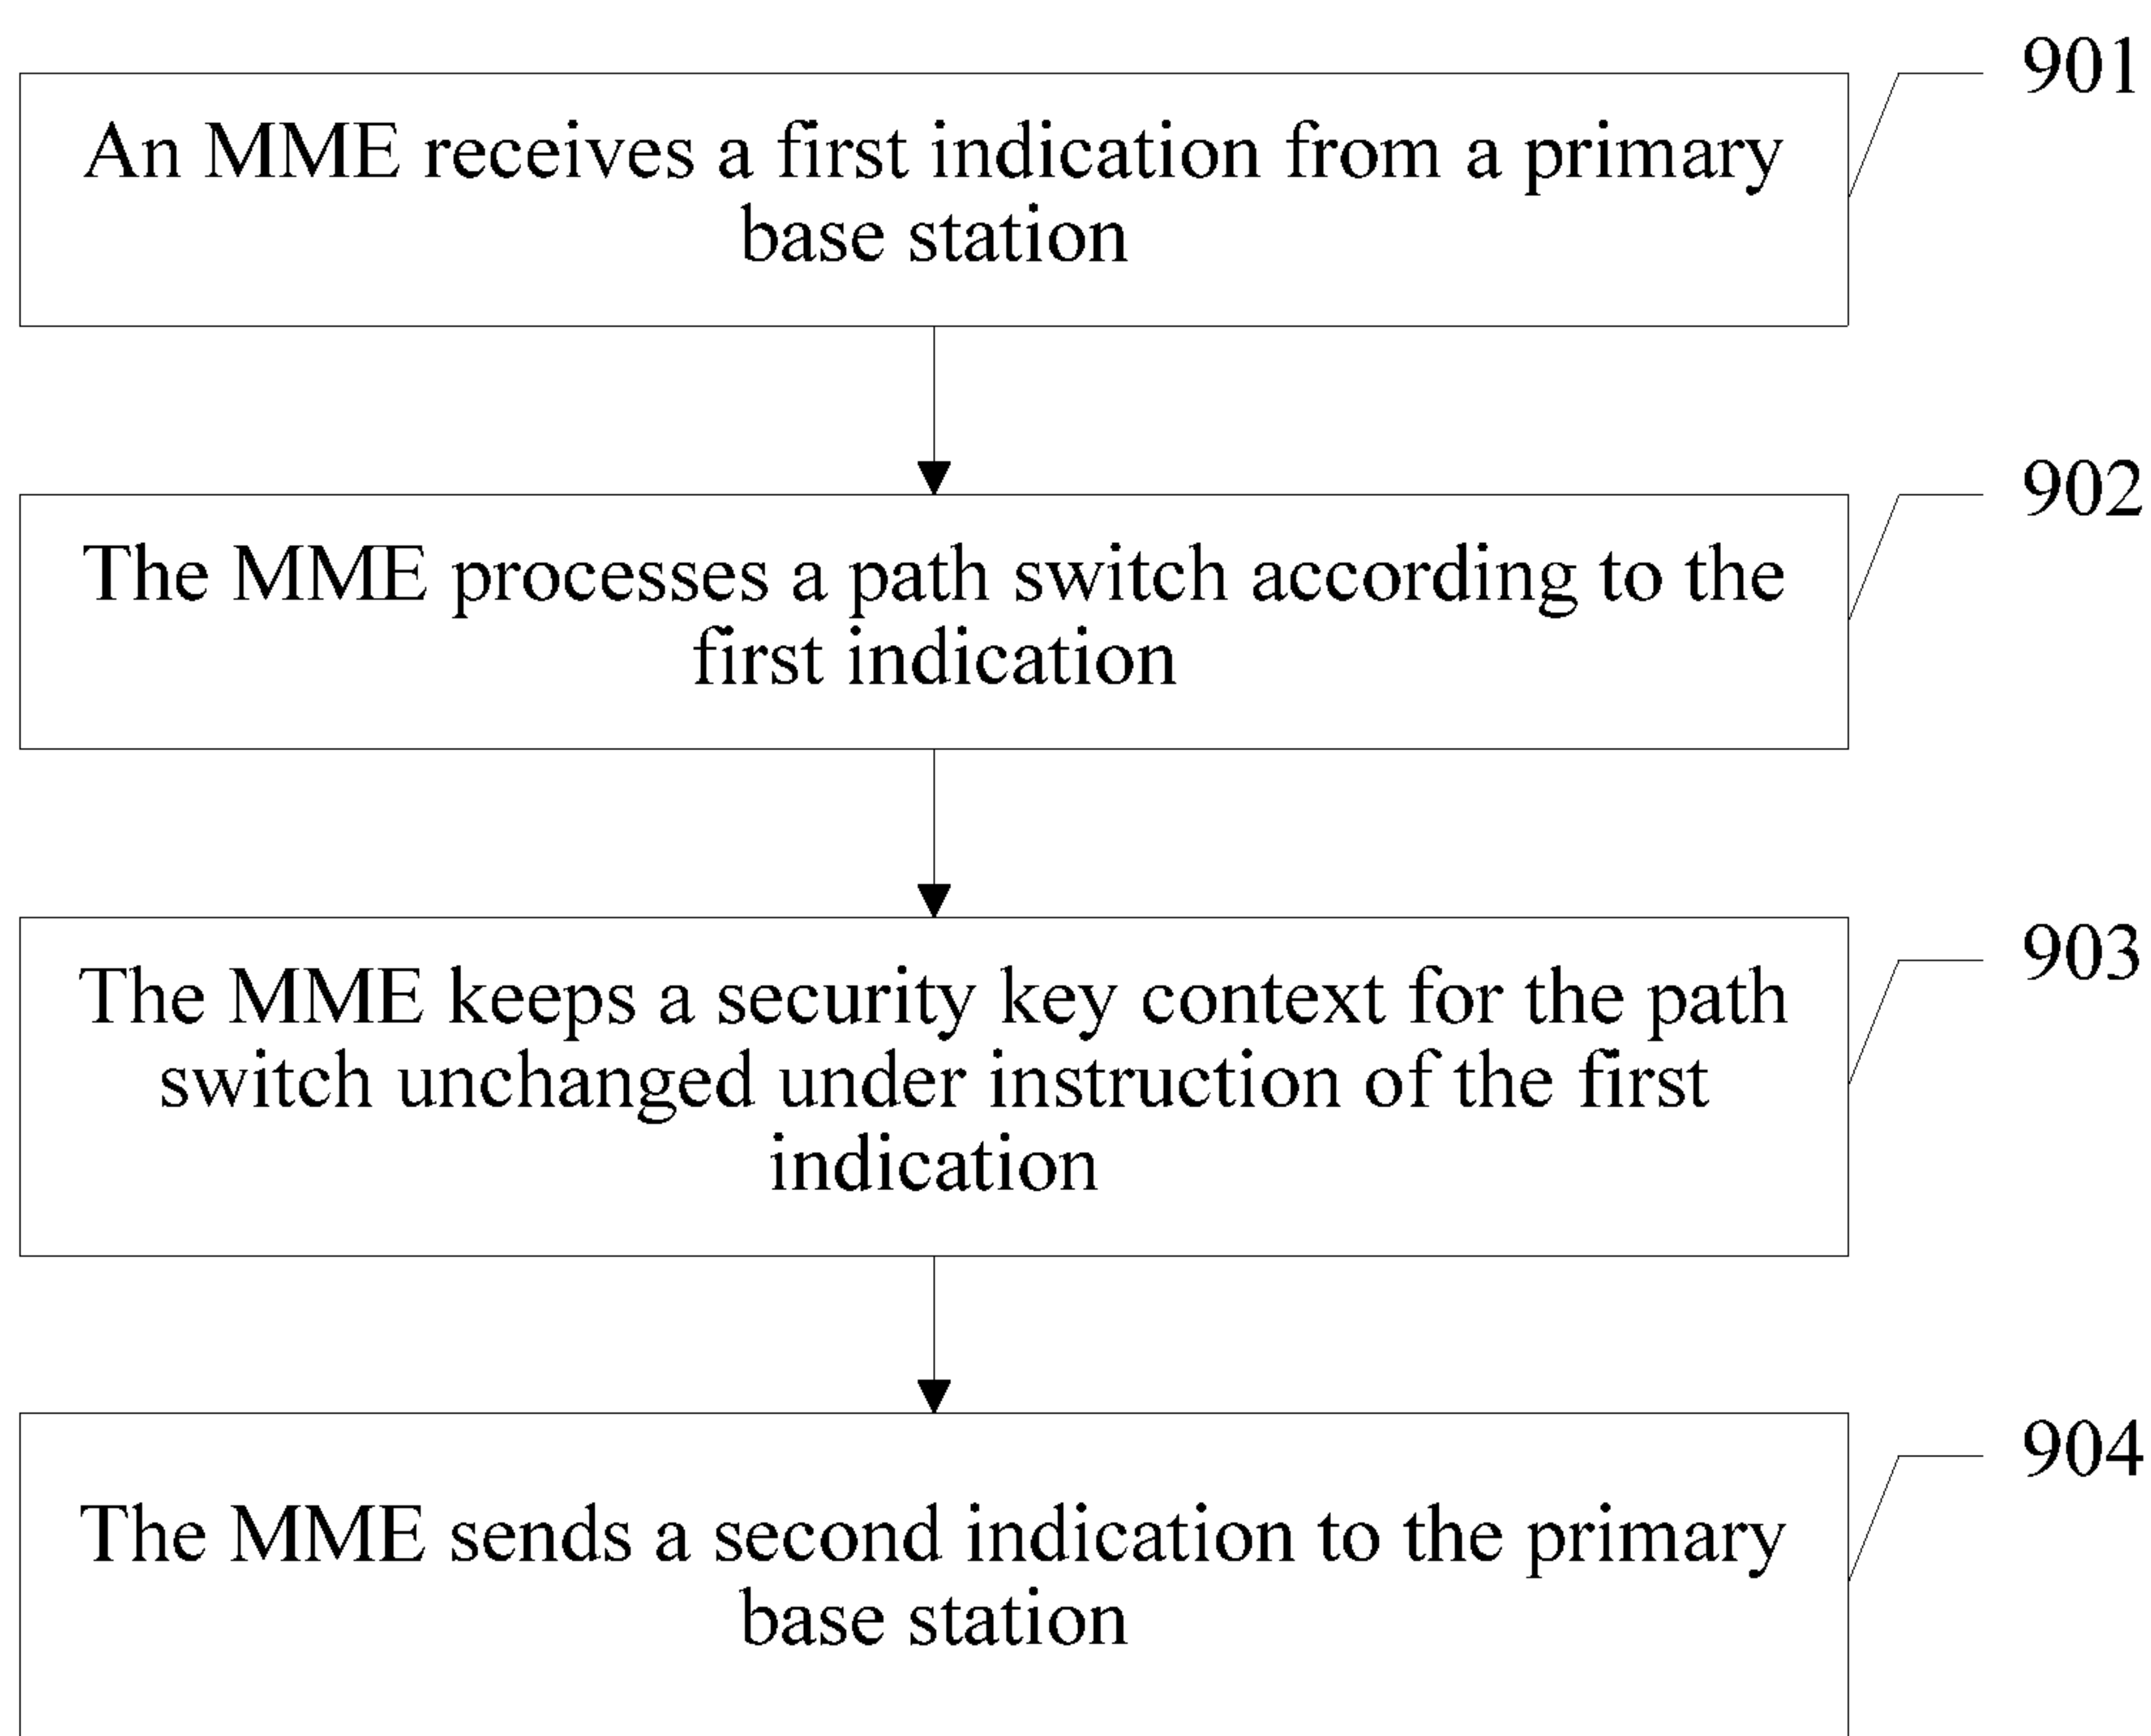 901
An MME receives a first indication from a primary
base station
902
The MME processes a path switch according to the
first indication
903
The MME keeps a security key context for the path
switch unchanged under instruction of the first
indication
904
The MME sends a second indication to the primary
base station